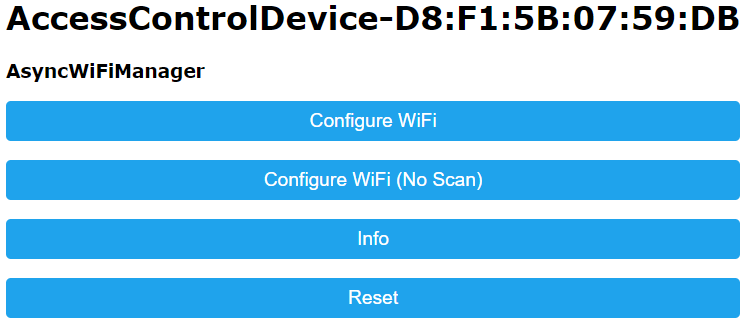 AccessControlDevice-D8:F1:5B:07:59:DB
AsyncWiFiManager
Configure WiFi
Configure WiFi (No Scan)
Info
Reset